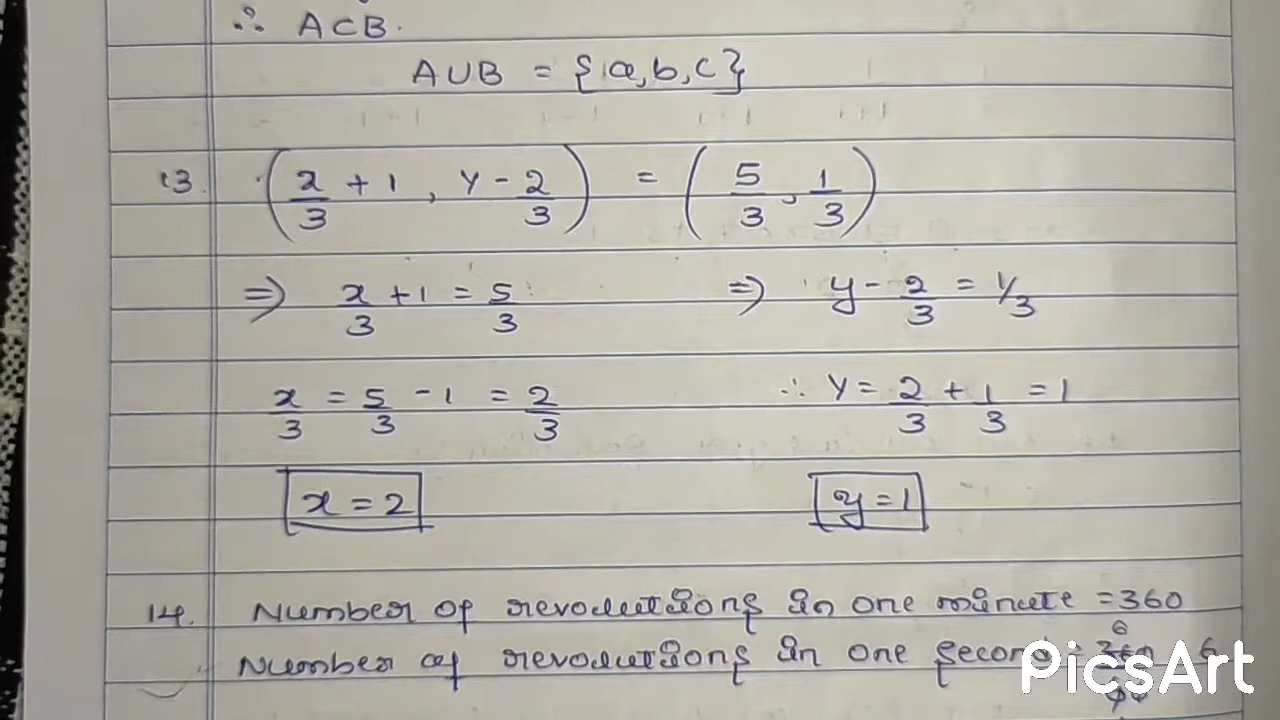 ∴ A⊂B.
A∪B = {a,b,c}
13. (x/3 + 1, y - 2/3) = (5/3, 1/3)
⇒ x/3 + 1 = 5/3 ⇒ y - 2/3 = 1/3
x/3 = 5/3 - 1 = 2/3 ∴ y = 2/3 + 1/3 = 1
x = 2 y = 1
14. Number of revolutions in one minute = 360
Number of revolutions in one second = 6
PicsArt